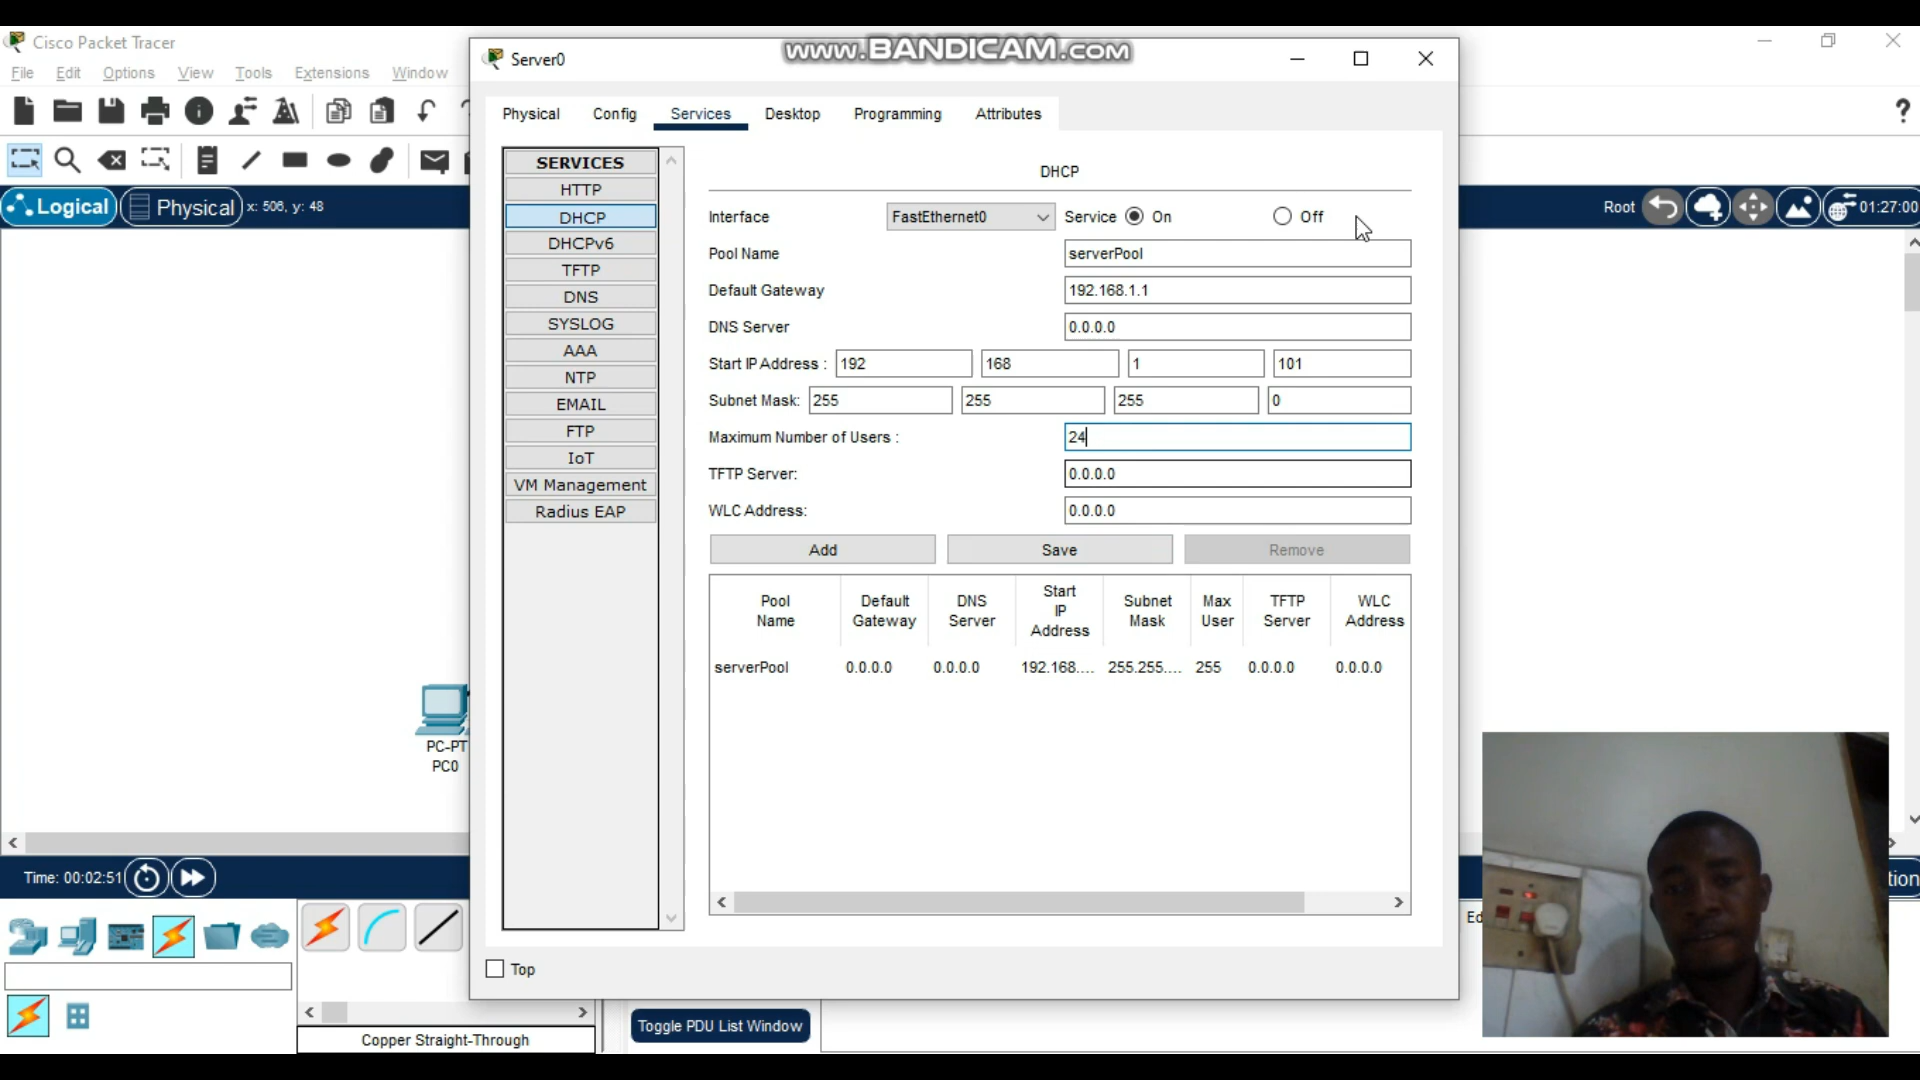 Cisco Packet Tracer
File Edit Options View Tools Extensions Window
Server0
www.BANDICAM.com
Physical Config Services Desktop Programming Attributes
?
Logical
Physical
x: 506, y: 48
Root
01:27:00
SERVICES
HTTP
DHCP
DHCPv6
TFTP
DNS
SYSLOG
AAA
NTP
EMAIL
FTP
IoT
VM Management
Radius EAP
DHCP
Interface FastEthernet0 Service On Off
Pool Name serverPool
Default Gateway 192.168.1.1
DNS Server 0.0.0.0
Start IP Address : 192 168 1 101
Subnet Mask: 255 255 255 0
Maximum Number of Users : 24
TFTP Server: 0.0.0.0
WLC Address: 0.0.0.0
Add Save Remove
Pool Name Default Gateway DNS Server Start IP Address Subnet Mask Max User TFTP Server WLC Address
serverPool 0.0.0.0 0.0.0.0 192.168.... 255.255.... 255 0.0.0.0 0.0.0.0
PC-PT
PC0
Time: 00:02:51
tion
Ed
Top
Toggle PDU List Window
Copper Straight-Through